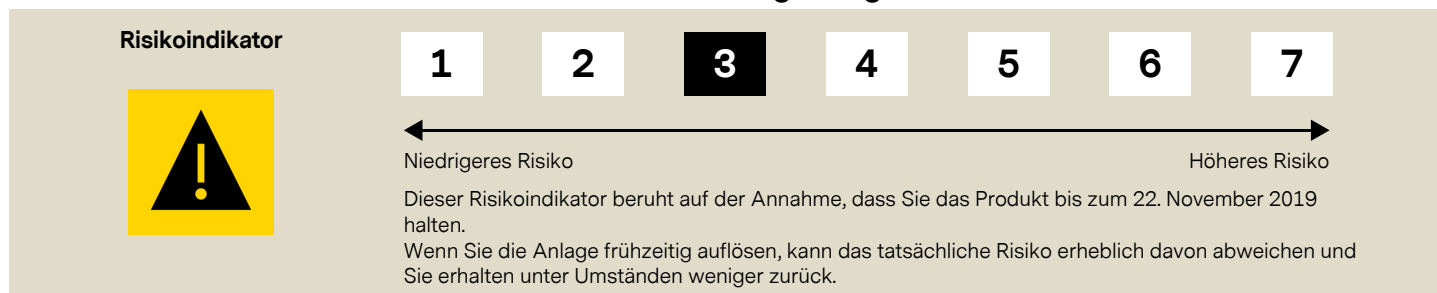 Risikoindikator
1 2 3 4 5 6 7
Niedrigeres Risiko Höheres Risiko
Dieser Risikoindikator beruht auf der Annahme, dass Sie das Produkt bis zum 22. November 2019
halten.
Wenn Sie die Anlage frühzeitig auflösen, kann das tatsächliche Risiko erheblich davon abweichen und
Sie erhalten unter Umständen weniger zurück.